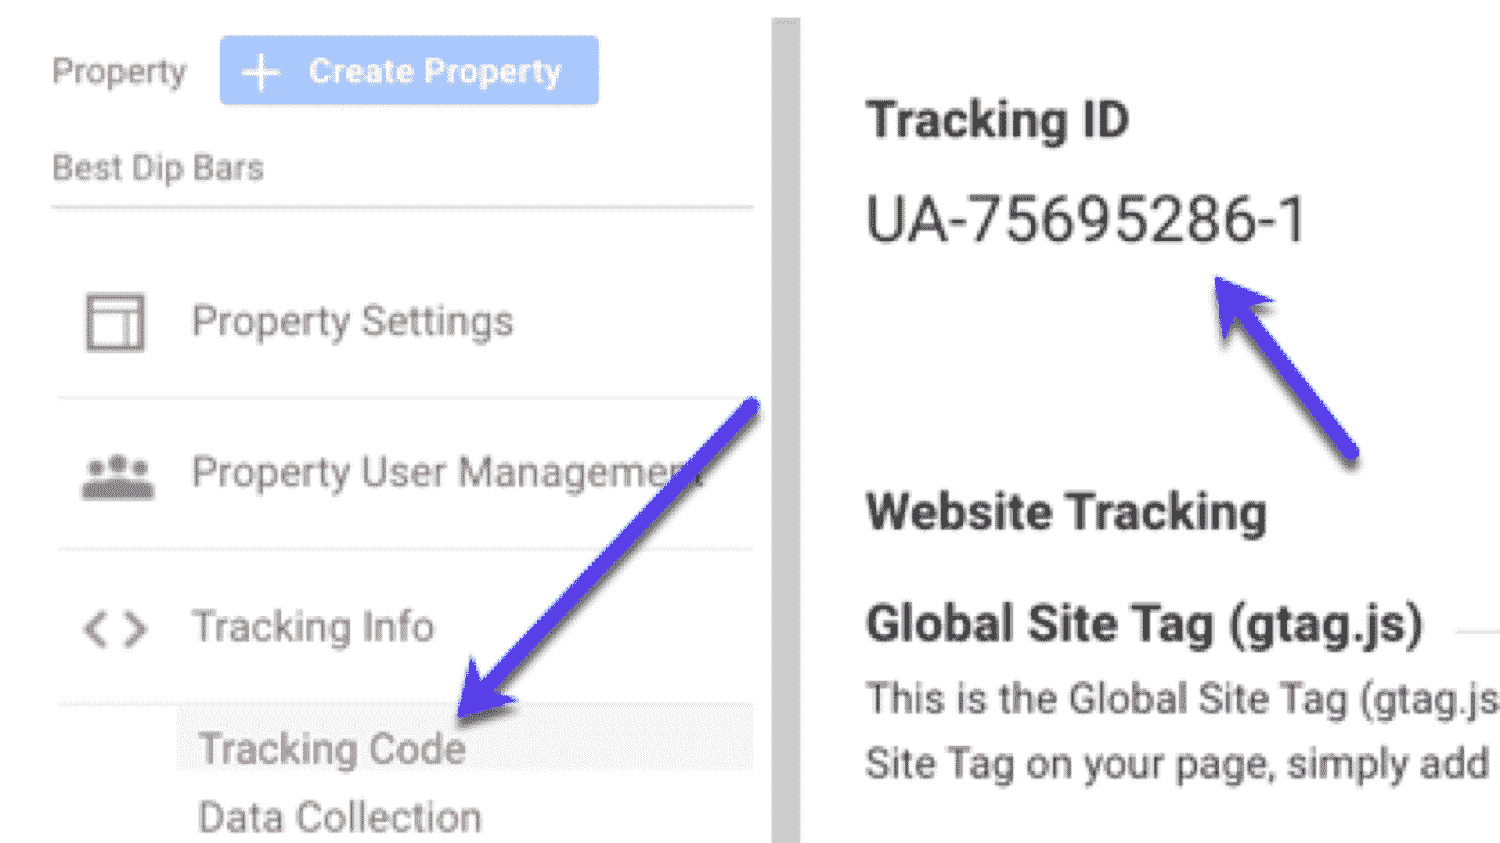 Property
+ Create Property
Best Dip Bars
Property Settings
Property User Management
Tracking Info
Tracking Code
Data Collection
Tracking ID
UA-75695286-1
Website Tracking
Global Site Tag (gtag.js)
This is the Global Site Tag (gtag.js
Site Tag on your page, simply add